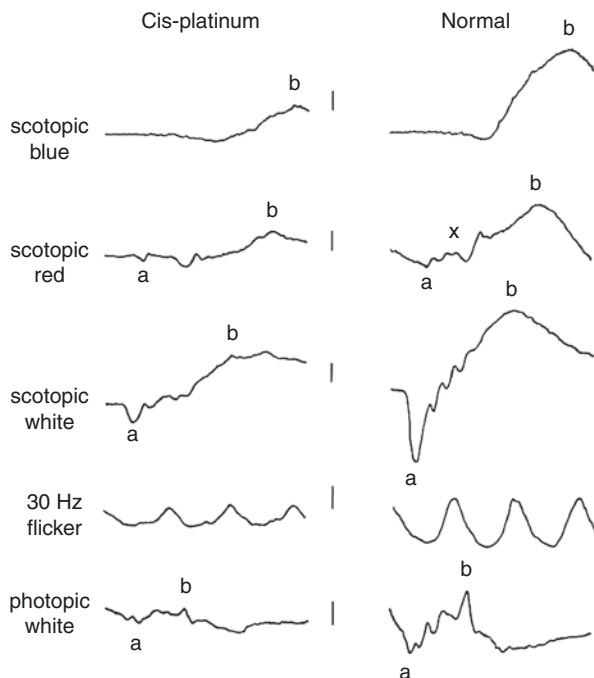 Cis-platinum Normal
b b
scotopic
blue
b b
x
scotopic
red
a a
b b
scotopic
white
a a
30 Hz
flicker
b b
photopic
white
a a